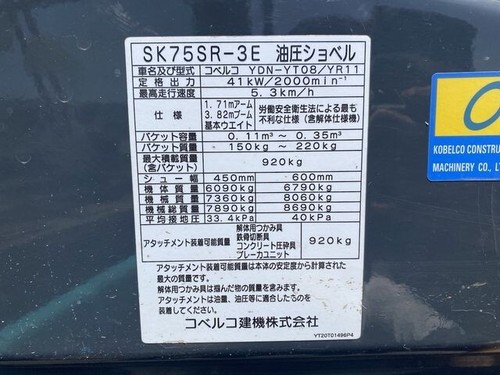 SK75SR-3E 油圧ショベル
車名及び型式 コベルコ YDN-YT08/YR11
定格出力 41kW/2000min⁻¹
最高走行速度 5.3km/h
仕様 1.71mアーム 3.82mブーム 基本ウエイト 労働安全衛生法による最も不利な仕様(含解体仕様機)
バケット容量 0.11m³ ~ 0.35m³
バケット質量 150kg ~ 220kg
最大積載質量(含バケット) 920kg
シュー幅 450mm 600mm
機体質量 6090kg 6790kg
機械質量 7360kg 8060kg
機械総質量 7890kg 8690kg
平均接地圧 33.4kPa 40kPa
アタッチメント装着可能質量 解体用つかみ具 鉄骨切断具 コンクリート圧砕具 ブレーカユニット 920kg
アタッチメント装着可能質量は本体の安定度から計算された
最大の質量です。
解体用つかみ具は掴んだ物の質量を含みます。
アタッチメントは油量、油圧等に適合したものを
装着して下さい。
コベルコ建機株式会社
YT20T01496P4
KOBELCO CONSTRU
MACHINERY CO., LT